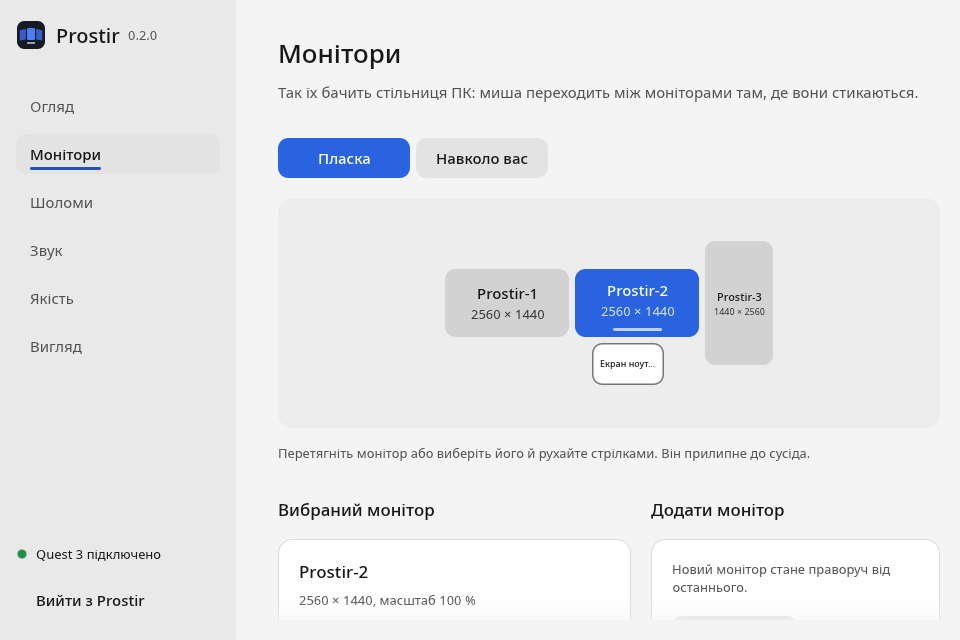 Prostir 0.2.0
Огляд
Монітори
Шоломи
Звук
Якість
Вигляд
Quest 3 підключено
Вийти з Prostir
Монітори
Так їх бачить стільниця ПК: миша переходить між моніторами там, де вони стикаються.
Пласка
Навколо вас
Prostir-1
2560 × 1440
Prostir-2
2560 × 1440
Prostir-3
1440 × 2560
Екран ноут…
Перетягніть монітор або виберіть його й рухайте стрілками. Він прилипне до сусіда.
Вибраний монітор
Prostir-2
2560 × 1440, масштаб 100 %
Додати монітор
Новий монітор стане праворуч від
останнього.